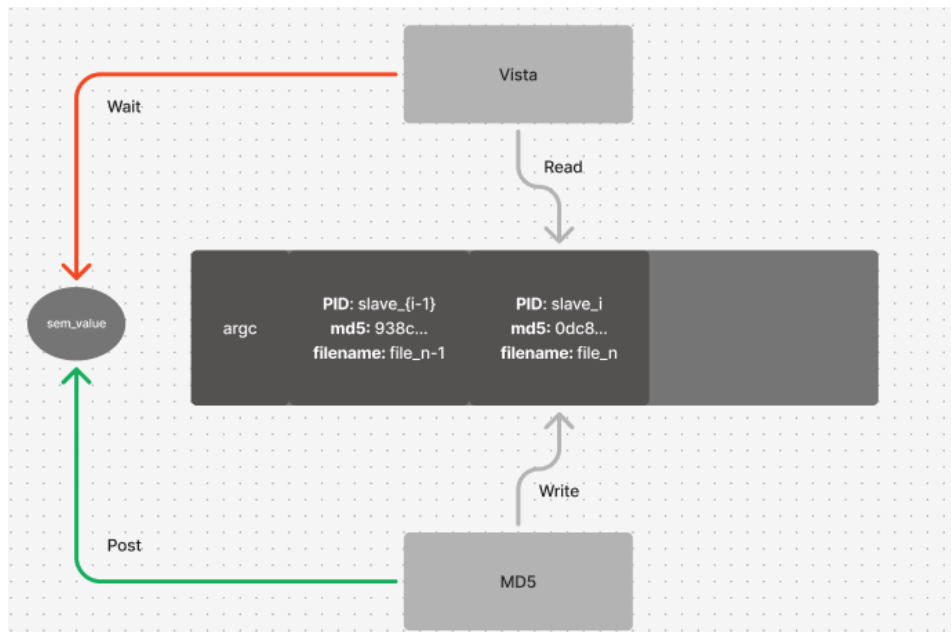 Vista
Wait
Read
sem_value
argc
PID: slave_{i-1}
md5: 938c...
filename: file_n-1
PID: slave_i
md5: 0dc8...
filename: file_n
Write
Post
MD5